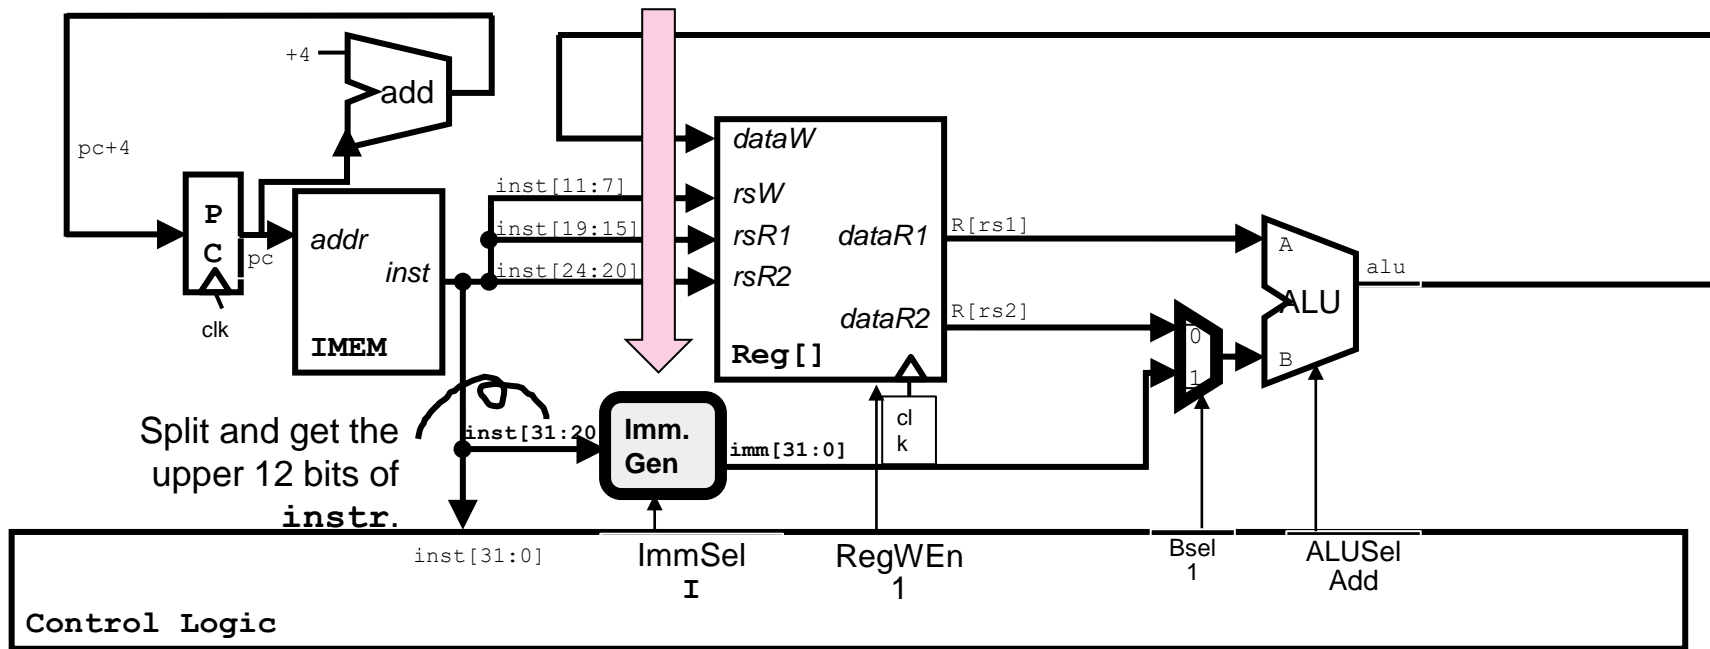 +4
add
pc+4
P
C
pc
clk
addr
inst
IMEM
inst[11:7]
inst[19:15]
inst[24:20]
dataW
rsW
rsR1
rsR2
dataR1
dataR2
Reg[]
cl
k
R[rs1]
R[rs2]
0
1
A
B
ALU
alu
Split and get the
upper 12 bits of
instr.
inst[31:20
Imm.
Gen
imm[31:0]
inst[31:0]
ImmSel
I
RegWEn
1
Bsel
1
ALUSel
Add
Control Logic